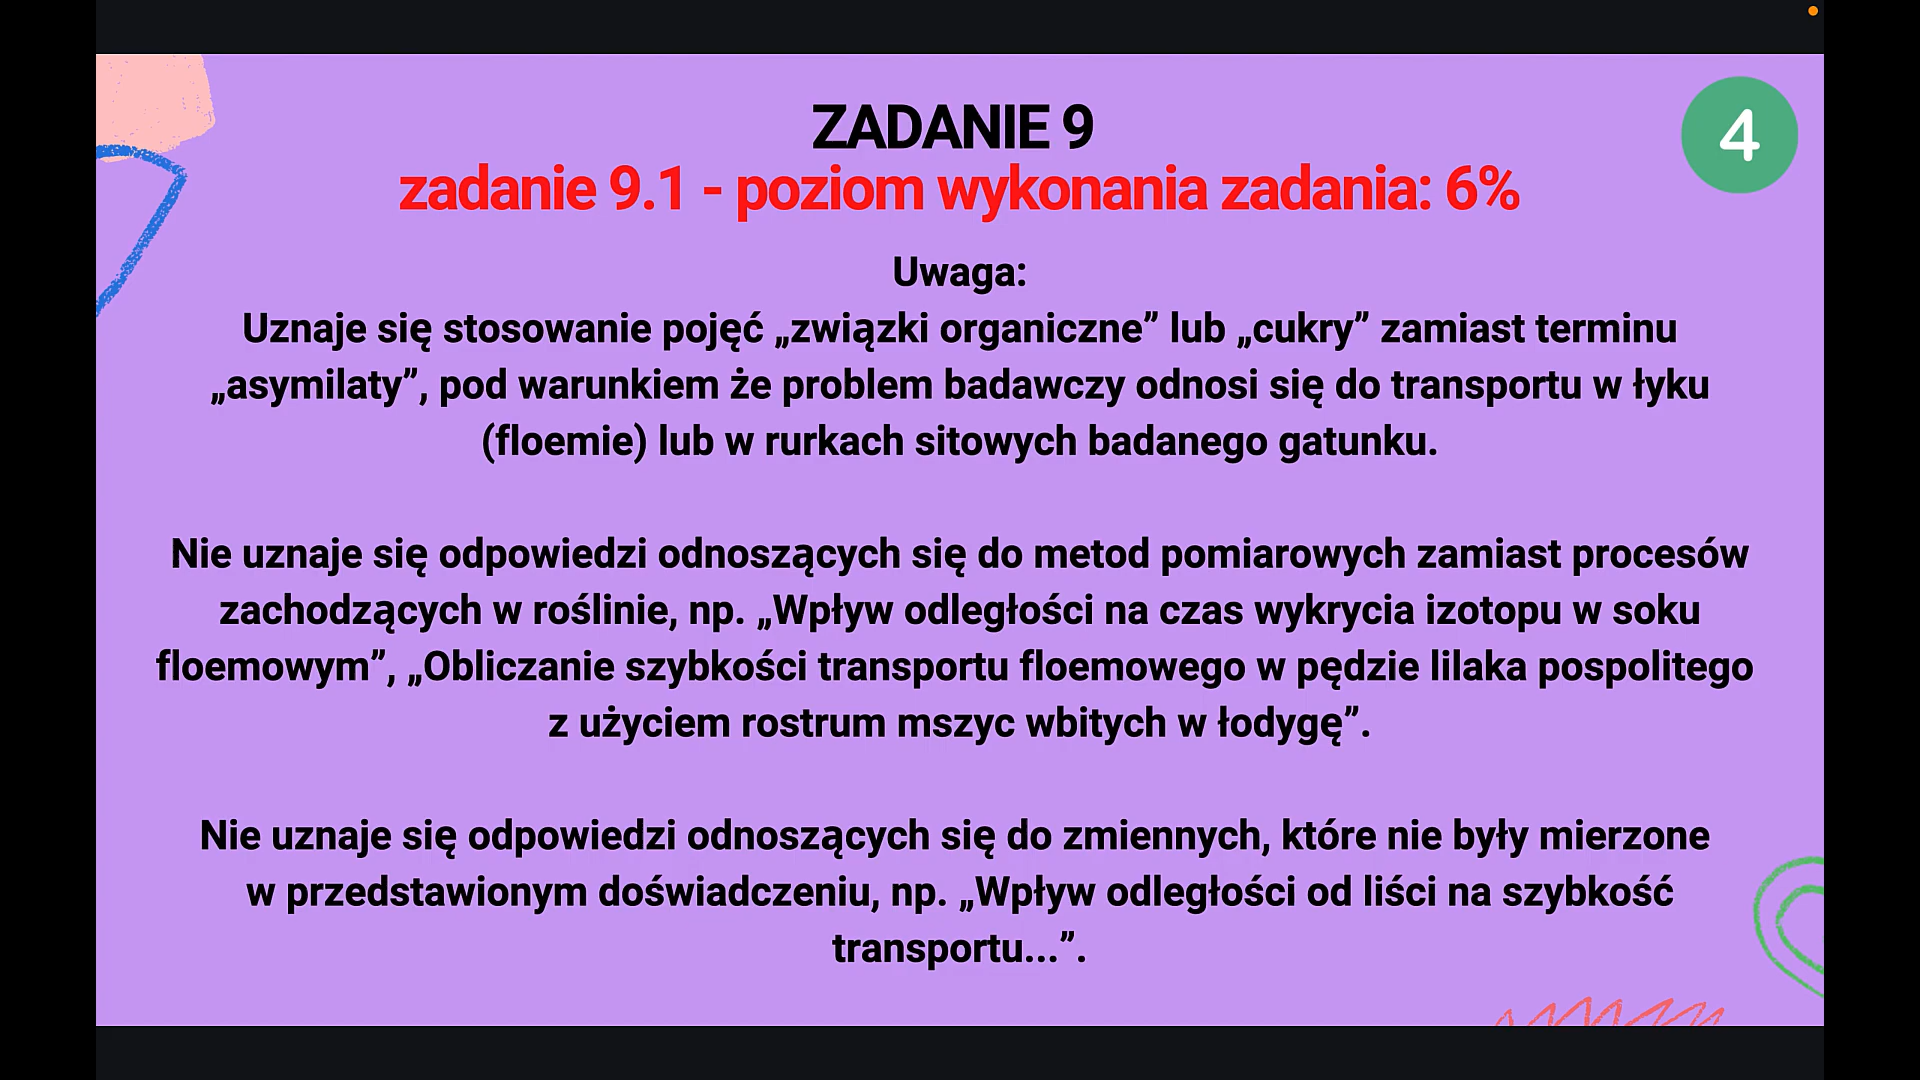 ZADANIE 9
4
zadanie 9.1 - poziom wykonania zadania: 6%
Uwaga:
Uznaje się stosowanie pojęć „związki organiczne” lub „cukry” zamiast terminu
„asymilaty”, pod warunkiem że problem badawczy odnosi się do transportu w łyku
(floemie) lub w rurkach sitowych badanego gatunku.
Nie uznaje się odpowiedzi odnoszących się do metod pomiarowych zamiast procesów
zachodzących w roślinie, np. „Wpływ odległości na czas wykrycia izotopu w soku
floemowym”, „Obliczanie szybkości transportu floemowego w pędzie lilaka pospolitego
z użyciem rostrum mszyc wbitych w łodygę”.
Nie uznaje się odpowiedzi odnoszących się do zmiennych, które nie były mierzone
w przedstawionym doświadczeniu, np. „Wpływ odległości od liści na szybkość
transportu...”.